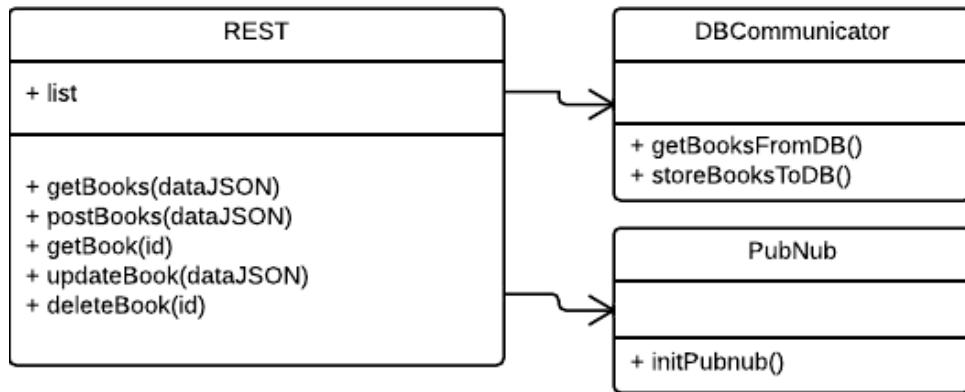 REST
+ list
+ getBooks(dataJSON)
+ postBooks(dataJSON)
+ getBook(id)
+ updateBook(dataJSON)
+ deleteBook(id)
DBCommunicator
+ getBooksFromDB()
+ storeBooksToDB()
PubNub
+ initPubnub()